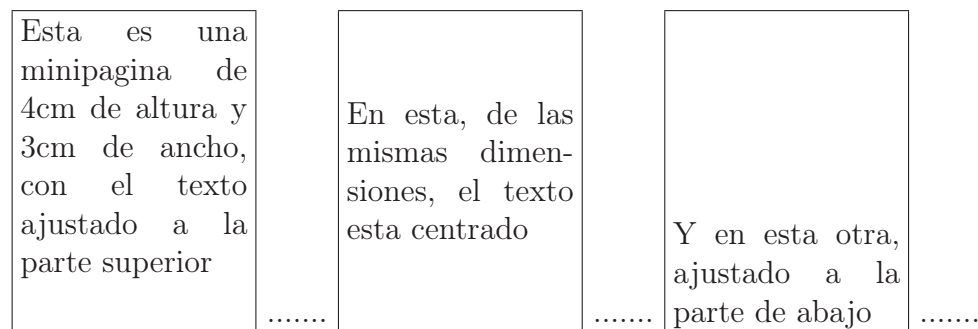 Esta es una
minipagina de
4cm de altura y
3cm de ancho,
con el texto
ajustado a la
parte superior
.......
En esta, de las
mismas dimen-
siones, el texto
esta centrado
.......
Y en esta otra,
ajustado a la
parte de abajo
.......